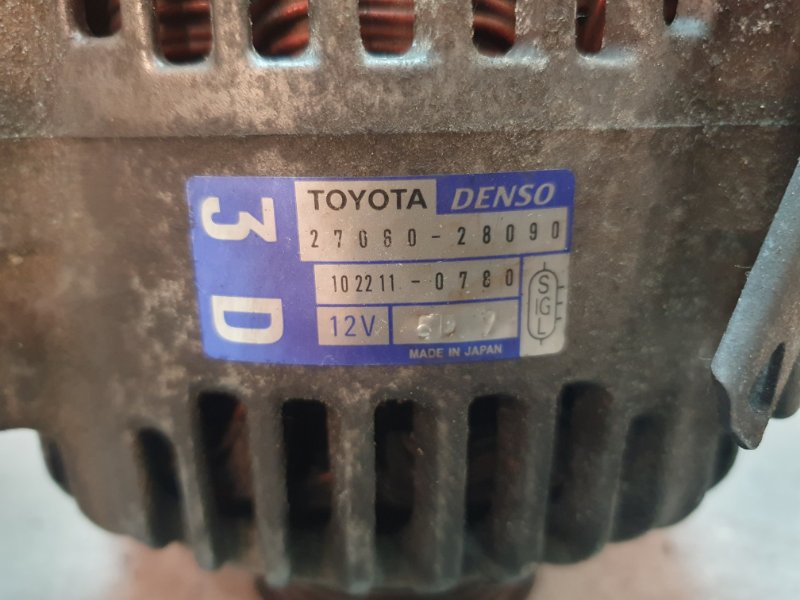 3D
TOYOTA DENSO
27060-28090
102211-0780
12V
MADE IN JAPAN
S
IG
L